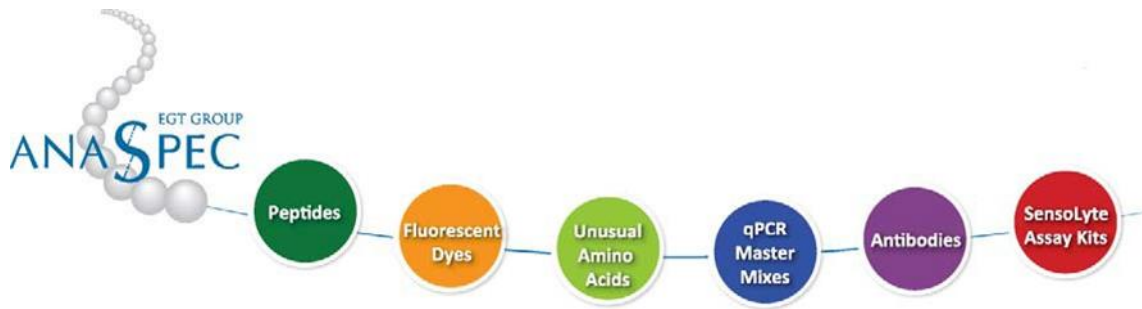 EGT GROUP
ANASPEC
Peptides
Fluorescent
Dyes
Unusual
Amino
Acids
qPCR
Master
Mixes
Antibodies
SensoLyte
Assay Kits